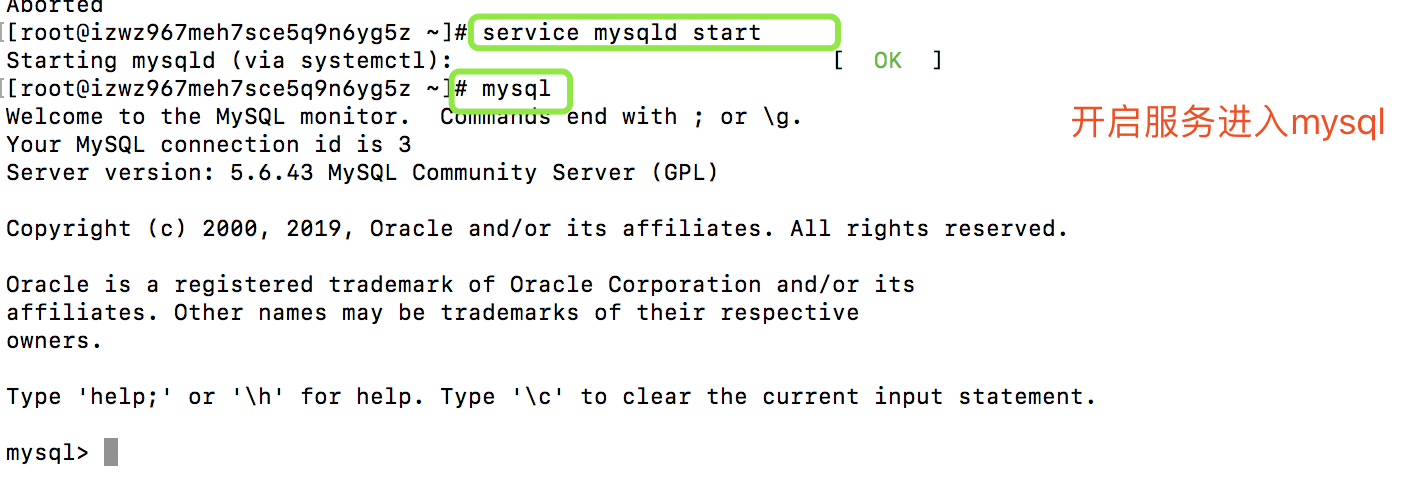 Aborted
[[root@izwz967meh7sce5q9n6yg5z ~]# service mysqld start
Starting mysqld (via systemctl):                           [  OK  ]
[[root@izwz967meh7sce5q9n6yg5z ~]# mysql
Welcome to the MySQL monitor.  Commands end with ; or \g.
开启服务进入mysql
Your MySQL connection id is 3
Server version: 5.6.43 MySQL Community Server (GPL)
Copyright (c) 2000, 2019, Oracle and/or its affiliates. All rights reserved.
Oracle is a registered trademark of Oracle Corporation and/or its
affiliates. Other names may be trademarks of their respective
owners.
Type 'help;' or '\h' for help. Type '\c' to clear the current input statement.
mysql>